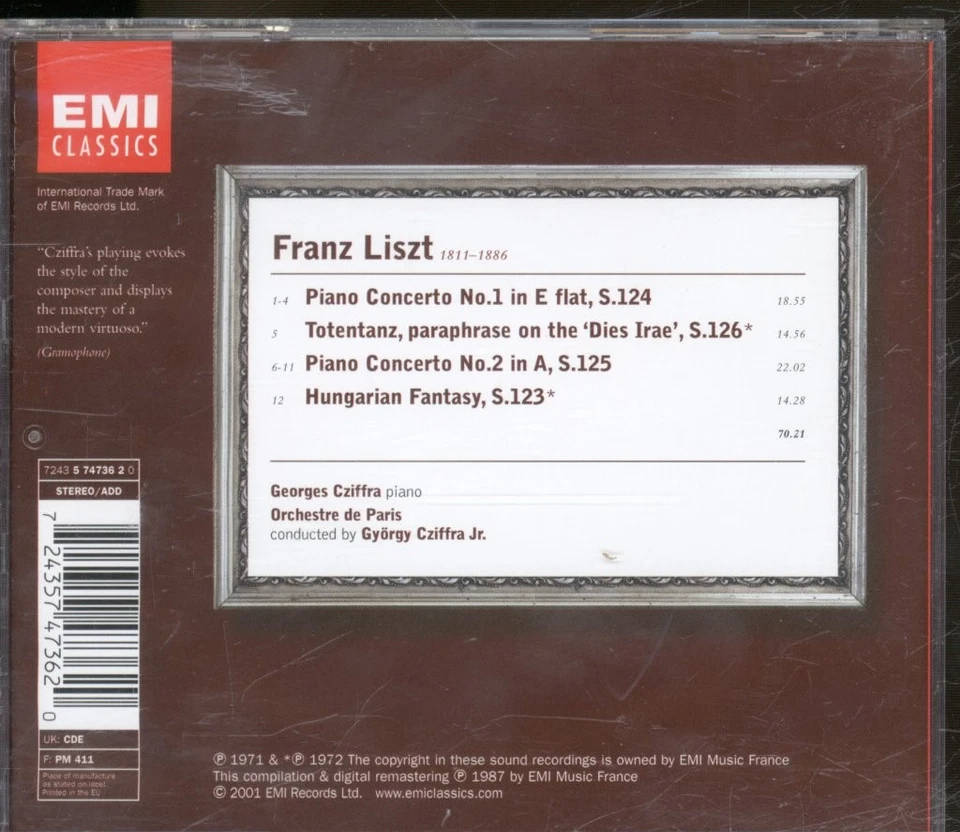 EMI
CLASSICS
International Trade Mark
of EMI Records Ltd.
“Cziffra’s playing evokes
the style of the
composer and displays
the mastery of a
modern virtuoso.”
(Gramophone)
Franz Liszt 1811–1886
1-4 Piano Concerto No.1 in E flat, S.124 18.55
5 Totentanz, paraphrase on the ‘Dies Irae’, S.126* 14.56
6-11 Piano Concerto No.2 in A, S.125 22.02
12 Hungarian Fantasy, S.123* 14.28
70.21
Georges Cziffra piano
Orchestre de Paris
conducted by György Cziffra Jr.
7243 5 74736 2 0
STEREO/ADD
7 24357 47362 0
UK: CDE
F: PM 411
Place of manufacture
as stated on label.
Printed in the EU
℗ 1971 & *℗ 1972 The copyright in these sound recordings is owned by EMI Music France
This compilation & digital remastering ℗ 1987 by EMI Music France
© 2001 EMI Records Ltd. www.emiclassics.com